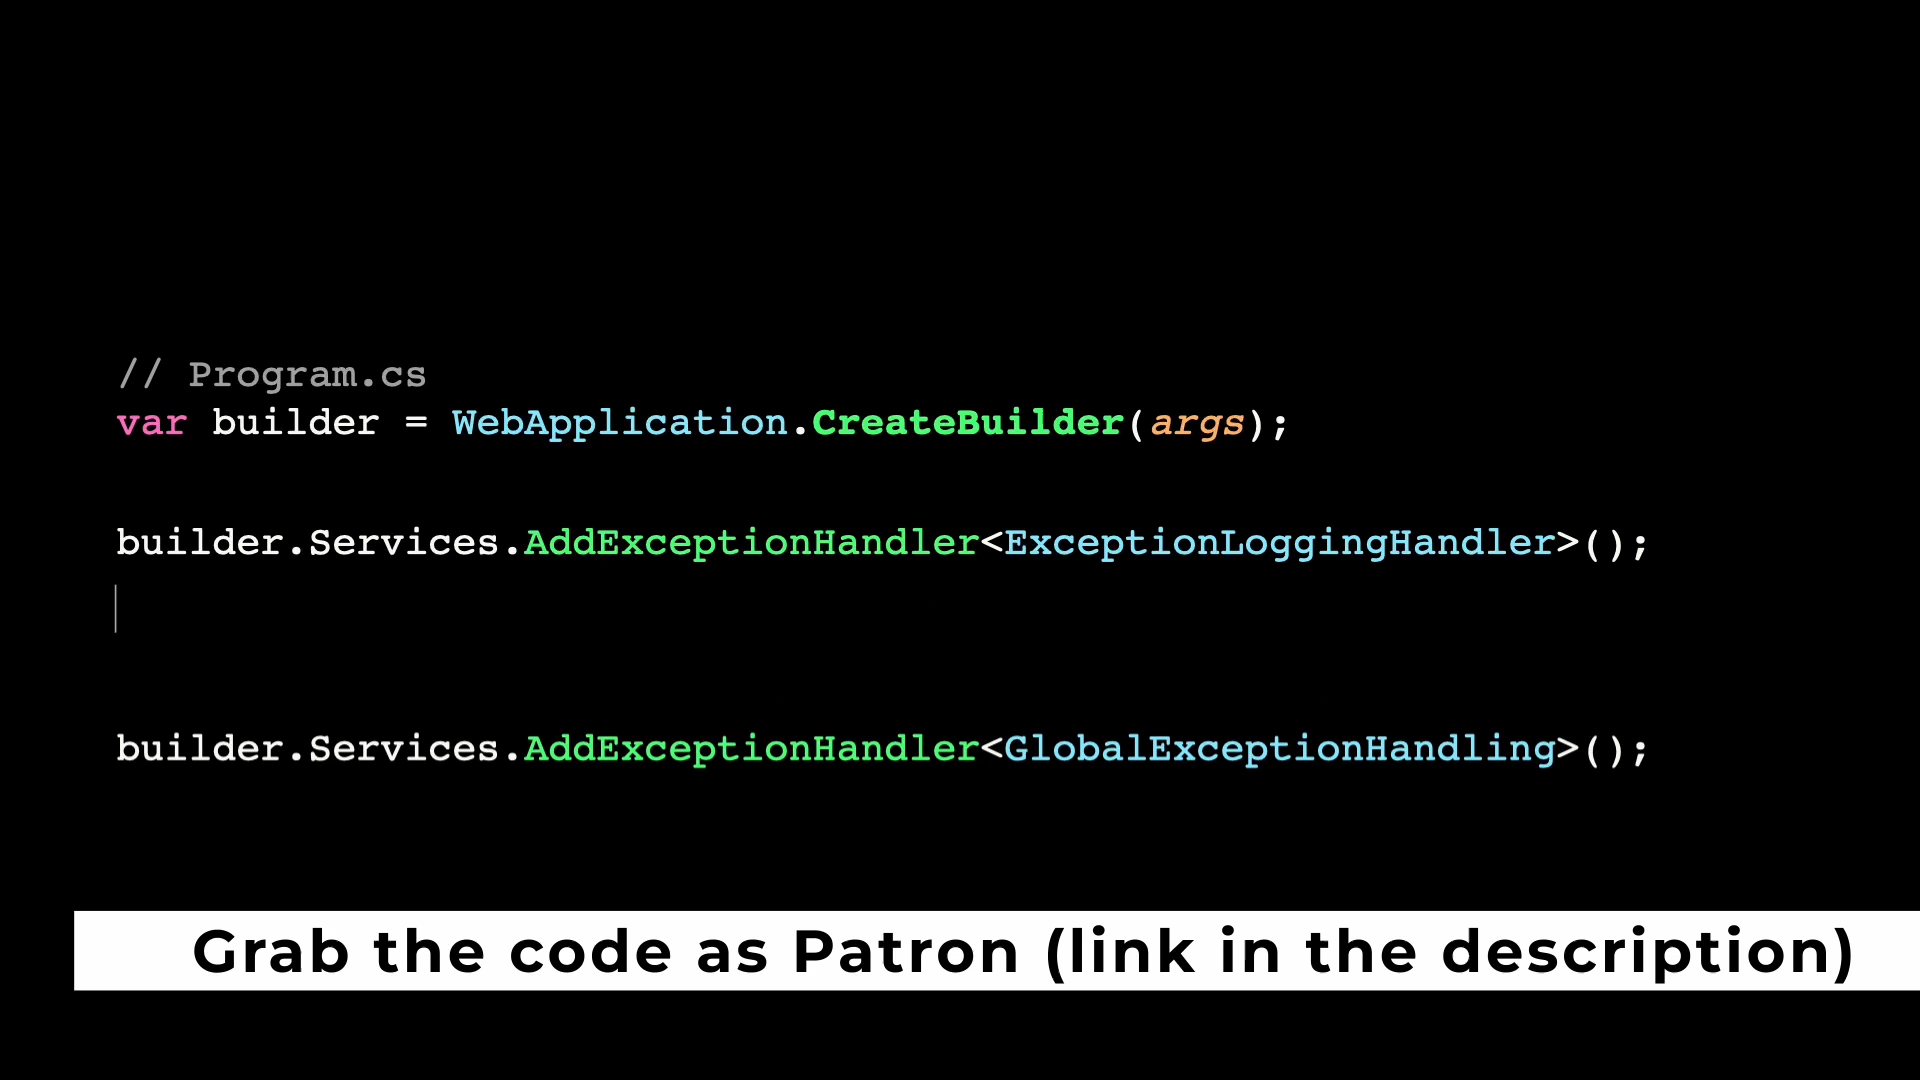 // Program.cs
var builder = WebApplication.CreateBuilder(args);
builder.Services.AddExceptionHandler<ExceptionLoggingHandler>();
builder.Services.AddExceptionHandler<GlobalExceptionHandling>();
Grab the code as Patron (link in the description)